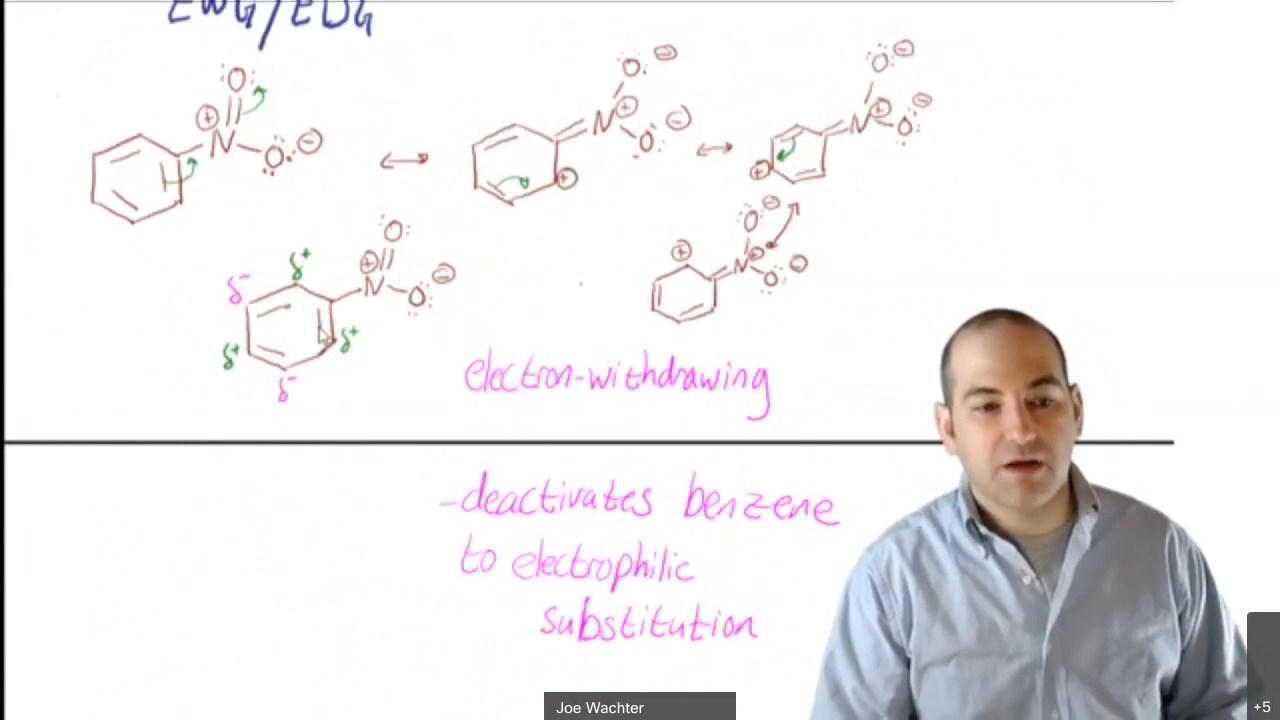 EWG/EDG
O
⊕ N
O ⊖
↔
O ⊖
N ⊕
O ⊖
⊕
↔
O ⊖
N ⊕
O ⊖
⊕
O
⊕ N
O ⊖
δ+
δ-
δ+
δ+
δ-
O ⊖
⊕ N ⊕
O ⊖
electron-withdrawing
-deactivates benzene
to electrophilic
substitution
Joe Wachter
+5